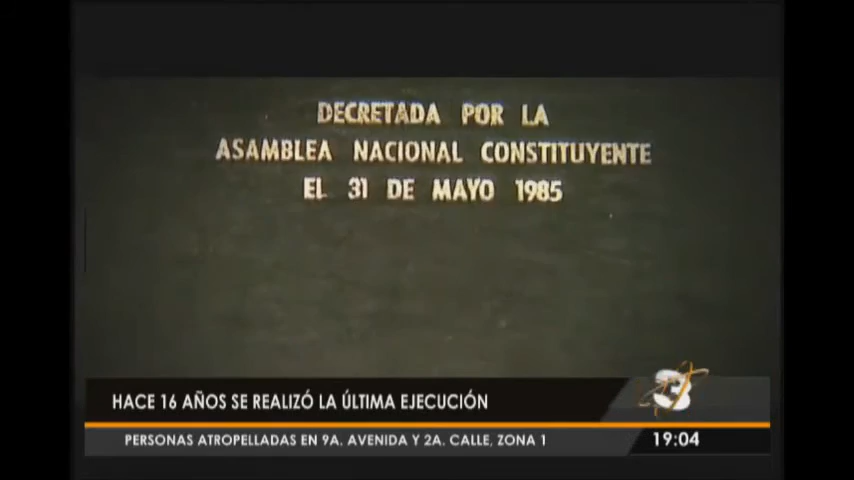 DECRETADA POR LA
ASAMBLEA NACIONAL CONSTITUYENTE
EL 31 DE MAYO 1985
HACE 16 AÑOS SE REALIZÓ LA ÚLTIMA EJECUCIÓN
3
PERSONAS ATROPELLADAS EN 9A. AVENIDA Y 2A. CALLE, ZONA 1
19:04